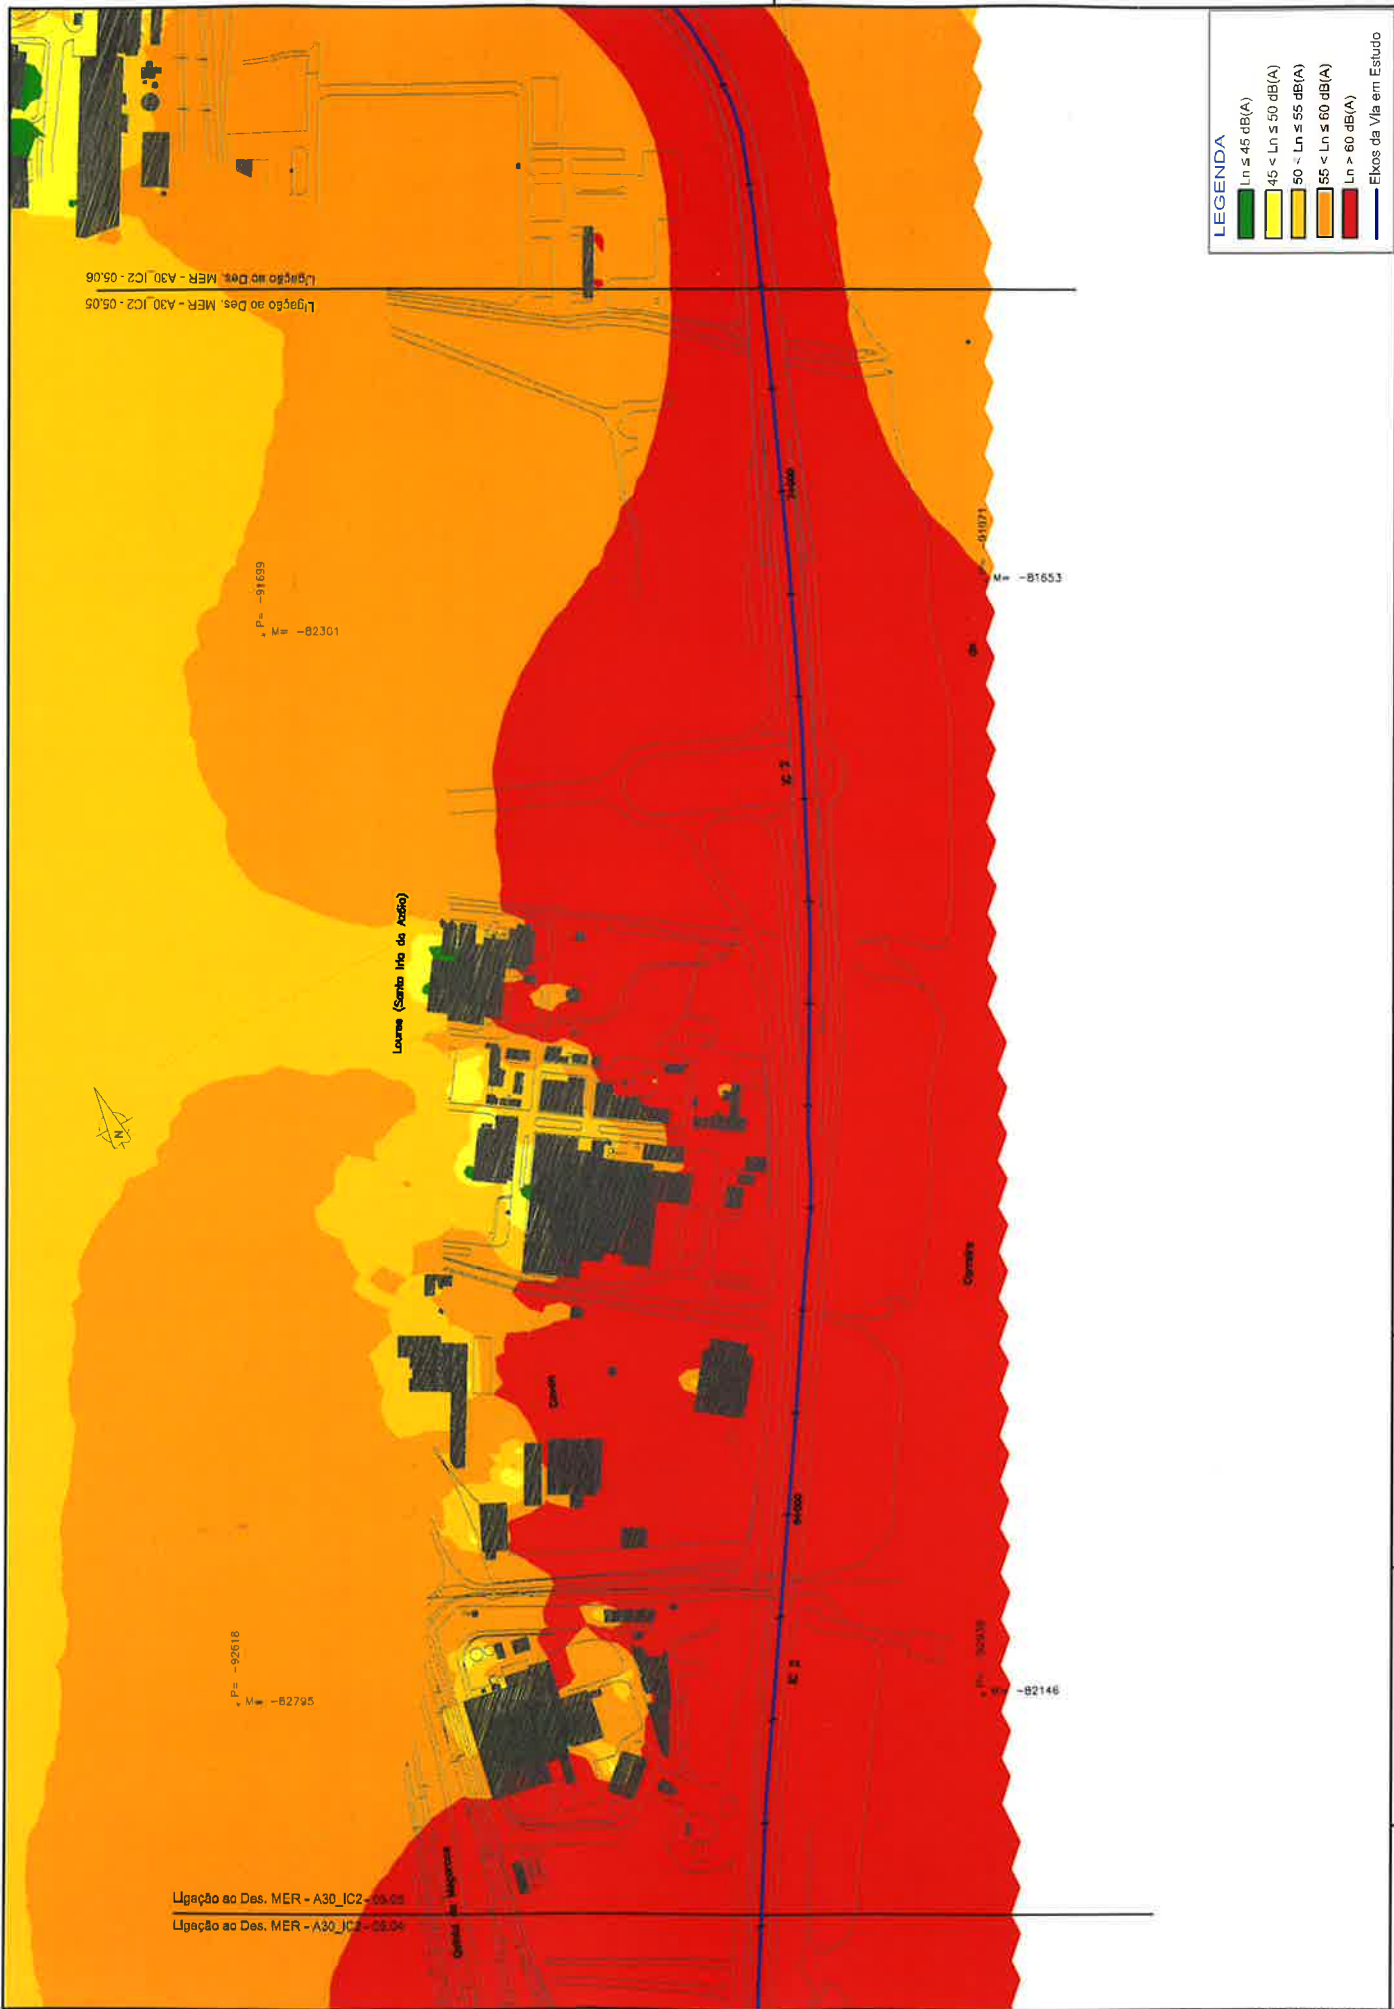 LEGENDA
Ln ≤ 45 dB(A)
45 < Ln ≤ 50 dB(A)
50 < Ln ≤ 55 dB(A)
55 < Ln ≤ 60 dB(A)
Ln > 60 dB(A)
Eixos da Via em Estudo
Ligação ao Des. MER - A30_IC2 - 05.06
Ligação ao Des. MER - A30_IC2 - 05.05
P= -91699
M= -82301
M= -81653
IC 2
Loures (Santa Iria da Azóia)
N
P= -92618
M= -82795
IC 2
M= -82146
Ligação ao Des. MER - A30_IC2 - 05.05
Ligação ao Des. MER - A30_IC2 - 05.04